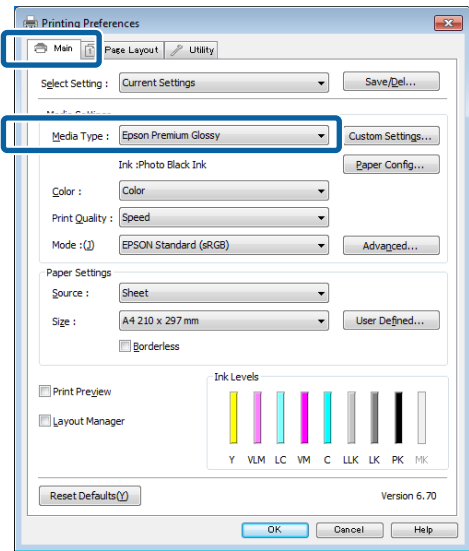 Printing Preferences
Main Page Layout Utility
Select Setting : Current Settings Save/Del...
Media Settings
Media Type : Epson Premium Glossy Custom Settings...
Ink :Photo Black Ink Paper Config...
Color : Color
Print Quality : Speed
Mode :(J) EPSON Standard (sRGB) Advanced...
Paper Settings
Source : Sheet
Size : A4 210 x 297 mm User Defined...
Borderless
Ink Levels
Print Preview
Layout Manager
Y VLM LC VM C LLK LK PK MK
Reset Defaults(Y) Version 6.70
OK Cancel Help